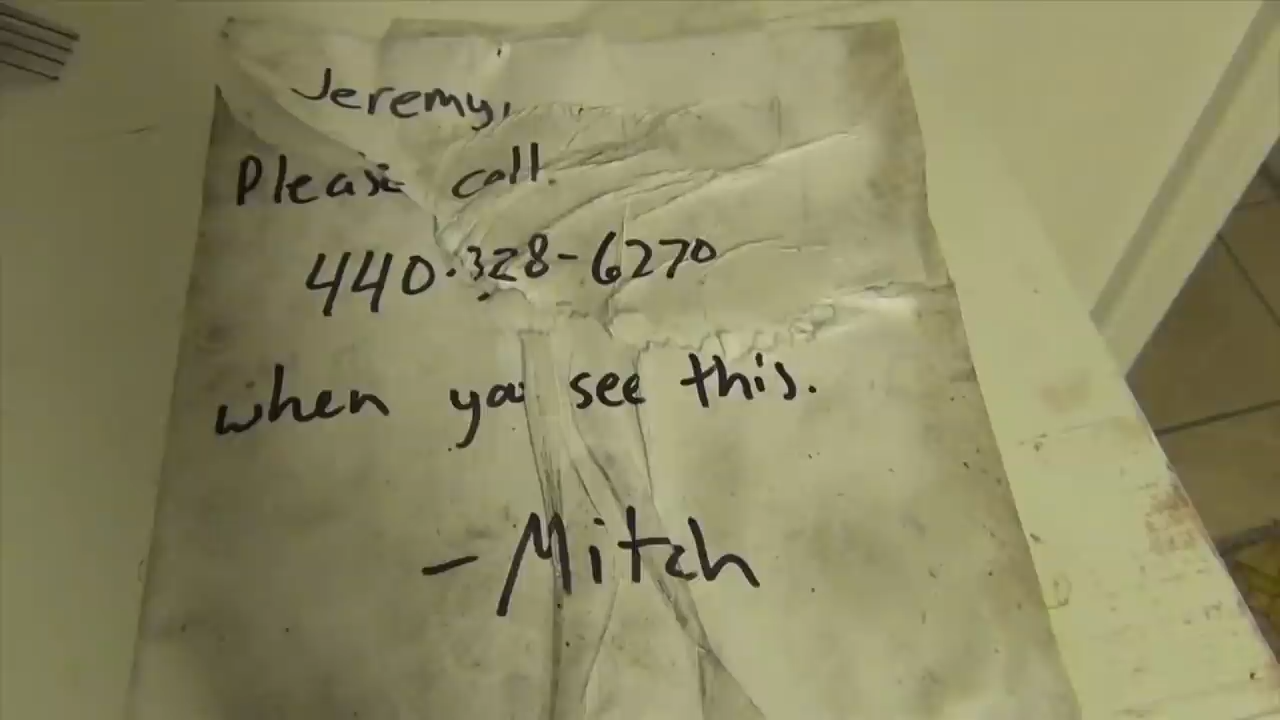 Jeremy,
Please call.
440-328-6270
when you see this.
- Mitch